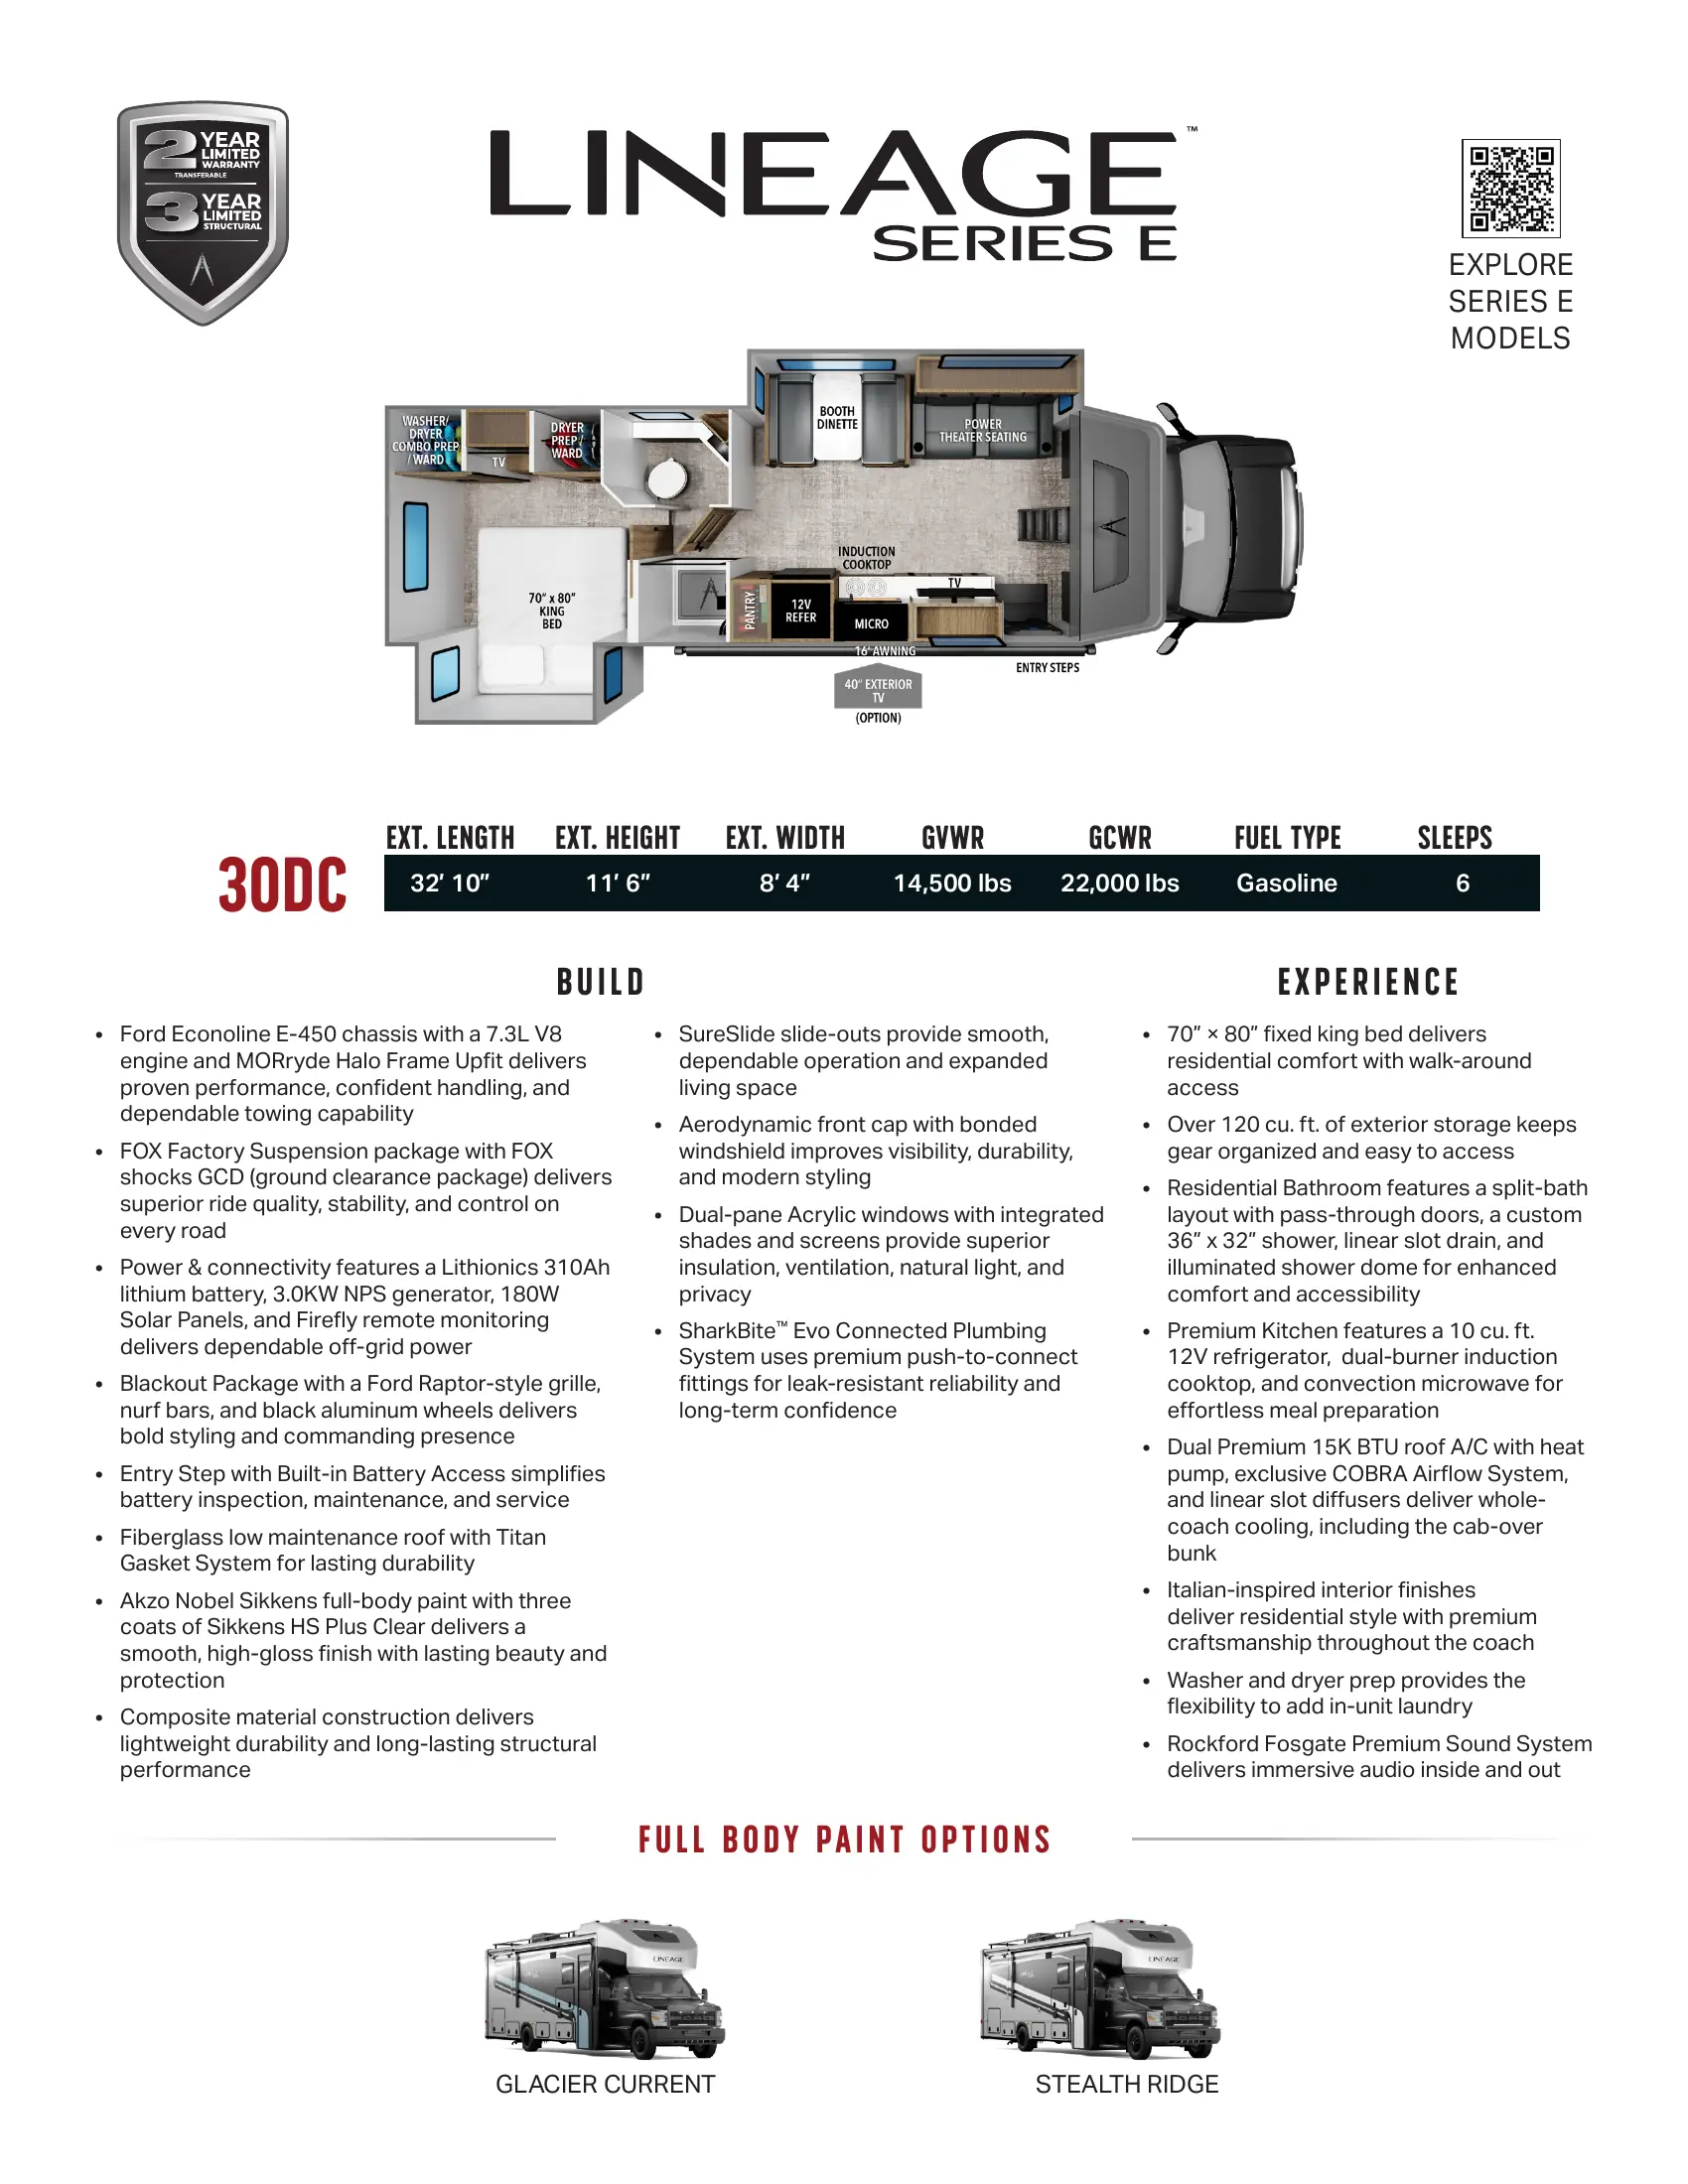 2 YEAR
LIMITED
WARRANTY
TRANSFERABLE
3 YEAR
LIMITED
STRUCTURAL
LINEAGE™
SERIES E
EXPLORE
SERIES E
MODELS
WASHER/
DRYER
COMBO PREP
/ WARD
TV
DRYER
PREP /
WARD
BOOTH
DINETTE
POWER
THEATER SEATING
70” x 80”
KING
BED
INDUCTION
COOKTOP
TV
PANTRY
12V
REFER
MICRO
16' AWNING
ENTRY STEPS
40” EXTERIOR
TV
(OPTION)
EXT. LENGTH EXT. HEIGHT EXT. WIDTH GVWR GCWR FUEL TYPE SLEEPS
30DC 32’ 10” 11’ 6” 8’ 4” 14,500 lbs 22,000 lbs Gasoline 6
BUILD
• Ford Econoline E-450 chassis with a 7.3L V8
engine and MORryde Halo Frame Upfit delivers
proven performance, confident handling, and
dependable towing capability
• FOX Factory Suspension package with FOX
shocks GCD (ground clearance package) delivers
superior ride quality, stability, and control on
every road
• Power & connectivity features a Lithionics 310Ah
lithium battery, 3.0KW NPS generator, 180W
Solar Panels, and Firefly remote monitoring
delivers dependable off-grid power
• Blackout Package with a Ford Raptor-style grille,
nurf bars, and black aluminum wheels delivers
bold styling and commanding presence
• Entry Step with Built-in Battery Access simplifies
battery inspection, maintenance, and service
• Fiberglass low maintenance roof with Titan
Gasket System for lasting durability
• Akzo Nobel Sikkens full-body paint with three
coats of Sikkens HS Plus Clear delivers a
smooth, high-gloss finish with lasting beauty and
protection
• Composite material construction delivers
lightweight durability and long-lasting structural
performance
• SureSlide slide-outs provide smooth,
dependable operation and expanded
living space
• Aerodynamic front cap with bonded
windshield improves visibility, durability,
and modern styling
• Dual-pane Acrylic windows with integrated
shades and screens provide superior
insulation, ventilation, natural light, and
privacy
• SharkBite™ Evo Connected Plumbing
System uses premium push-to-connect
fittings for leak-resistant reliability and
long-term confidence
EXPERIENCE
• 70” × 80” fixed king bed delivers
residential comfort with walk-around
access
• Over 120 cu. ft. of exterior storage keeps
gear organized and easy to access
• Residential Bathroom features a split-bath
layout with pass-through doors, a custom
36” x 32” shower, linear slot drain, and
illuminated shower dome for enhanced
comfort and accessibility
• Premium Kitchen features a 10 cu. ft.
12V refrigerator,  dual-burner induction
cooktop, and convection microwave for
effortless meal preparation
• Dual Premium 15K BTU roof A/C with heat
pump, exclusive COBRA Airflow System,
and linear slot diffusers deliver whole-
coach cooling, including the cab-over
bunk
• Italian-inspired interior finishes
deliver residential style with premium
craftsmanship throughout the coach
• Washer and dryer prep provides the
flexibility to add in-unit laundry
• Rockford Fosgate Premium Sound System
delivers immersive audio inside and out
FULL BODY PAINT OPTIONS
LINEAGE
LINEAGE
GLACIER CURRENT
STEALTH RIDGE